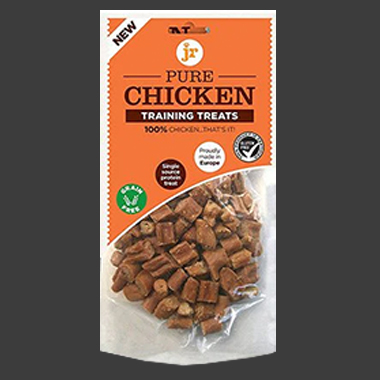 NEW
jr
PURE
CHICKEN
TRAINING TREATS
100% CHICKEN...THAT'S IT!
Proudly
made in
Europe
GLUTEN
FREE
Single
source
protein
treat
GRAIN
FREE